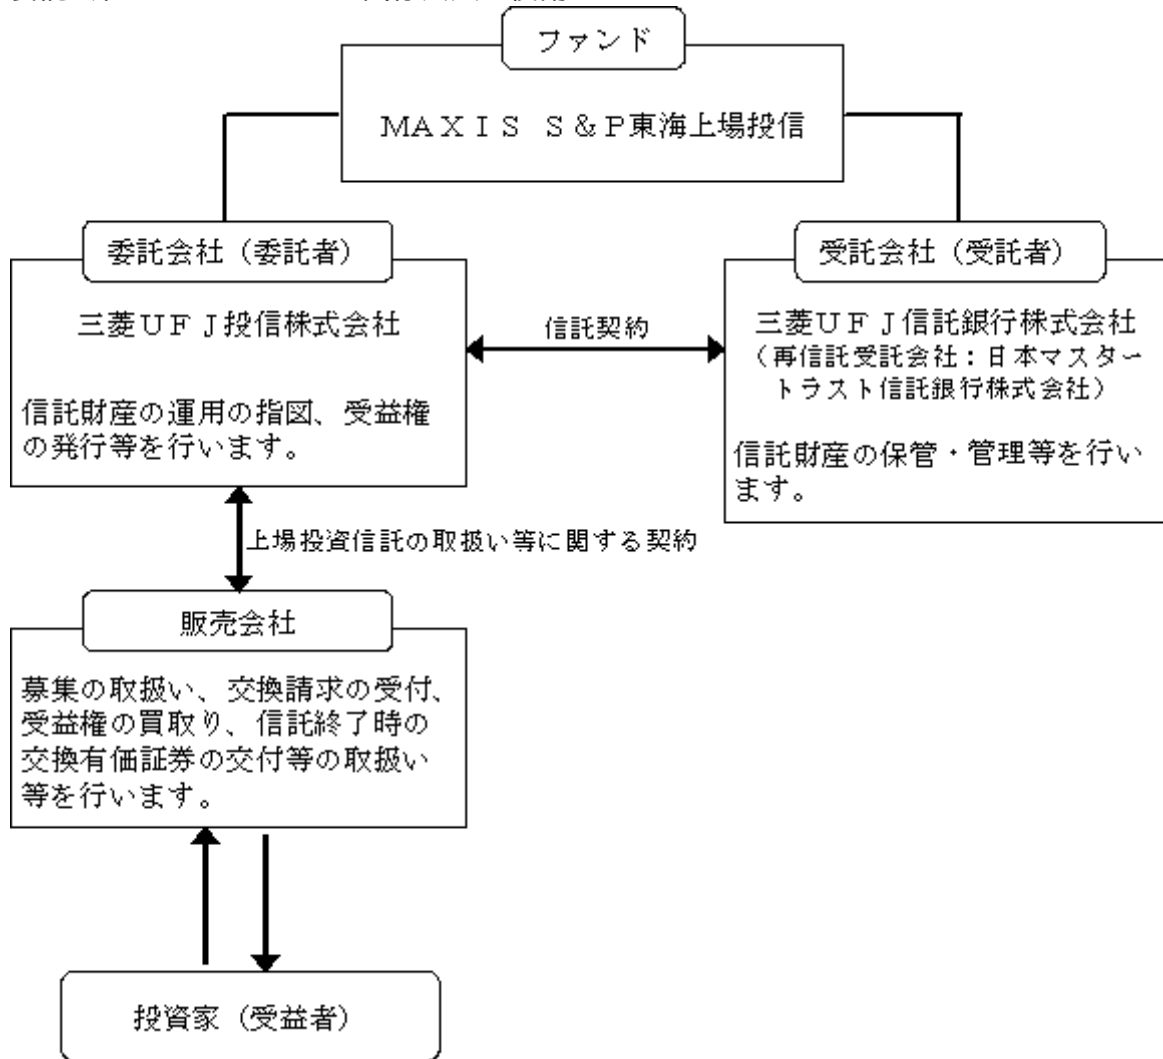 ファンド
ＭＡＸＩＳ Ｓ＆Ｐ東海上場投信
委託会社（委託者）
三菱ＵＦＪ投信株式会社
信託財産の運用の指図、受益権
の発行等を行います。
信託契約
受託会社（受託者）
三菱ＵＦＪ信託銀行株式会社
（再信託受託会社：日本マスター
トラスト信託銀行株式会社）
信託財産の保管・管理等を行い
ます。
上場投資信託の取扱い等に関する契約
販売会社
募集の取扱い、交換請求の受付、
受益権の買取り、信託終了時の
交換有価証券の交付等の取扱い
等を行います。
投資家（受益者）